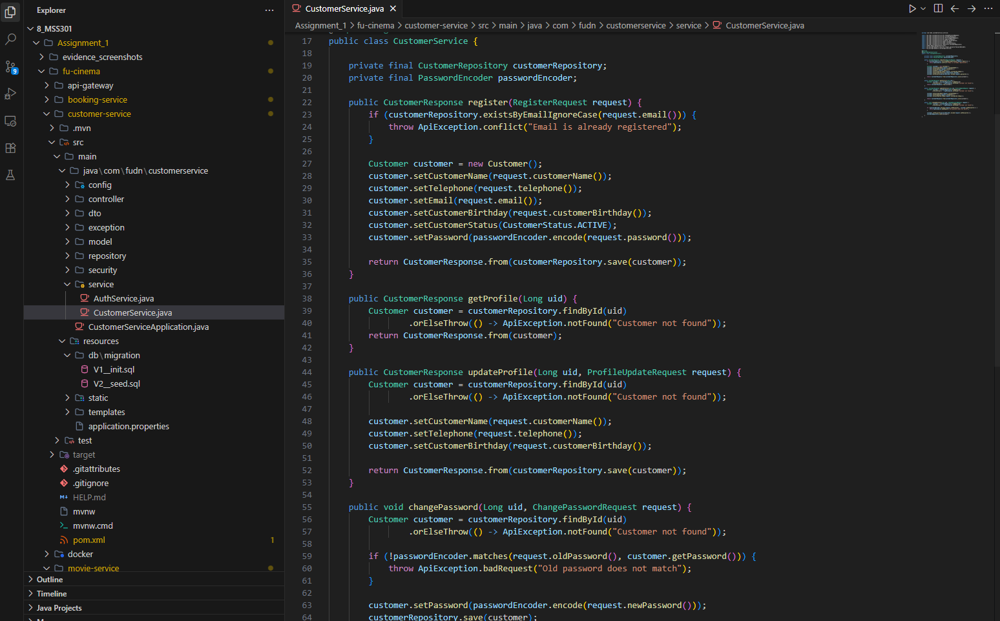 Explorer
8_MSS301
Assignment_1
evidence_screenshots
fu-cinema
api-gateway
booking-service
customer-service
.mvn
src
main
java\com\fudn\customerservice
config
controller
dto
exception
model
repository
security
service
AuthService.java
CustomerService.java
CustomerServiceApplication.java
resources
db\migration
V1__init.sql
V2__seed.sql
static
templates
application.properties
test
target
.gitattributes
.gitignore
HELP.md
mvnw
mvnw.cmd
pom.xml 1
docker
movie-service
Outline
Timeline
Java Projects
9
CustomerService.java
Assignment_1 > fu-cinema > customer-service > src > main > java > com > fudn > customerservice > service > CustomerService.java
17 public class CustomerService {
18
19 private final CustomerRepository customerRepository;
20 private final PasswordEncoder passwordEncoder;
21
22 public CustomerResponse register(RegisterRequest request) {
23 if (customerRepository.existsByEmailIgnoreCase(request.email())) {
24 throw ApiException.conflict("Email is already registered");
25 }
26
27 Customer customer = new Customer();
28 customer.setCustomerName(request.customerName());
29 customer.setTelephone(request.telephone());
30 customer.setEmail(request.email());
31 customer.setCustomerBirthday(request.customerBirthday());
32 customer.setCustomerStatus(CustomerStatus.ACTIVE);
33 customer.setPassword(passwordEncoder.encode(request.password()));
34
35 return CustomerResponse.from(customerRepository.save(customer));
36 }
37
38 public CustomerResponse getProfile(Long uid) {
39 Customer customer = customerRepository.findById(uid)
40 .orElseThrow(() -> ApiException.notFound("Customer not found"));
41 return CustomerResponse.from(customer);
42 }
43
44 public CustomerResponse updateProfile(Long uid, ProfileUpdateRequest request) {
45 Customer customer = customerRepository.findById(uid)
46 .orElseThrow(() -> ApiException.notFound("Customer not found"));
47
48 customer.setCustomerName(request.customerName());
49 customer.setTelephone(request.telephone());
50 customer.setCustomerBirthday(request.customerBirthday());
51
52 return CustomerResponse.from(customerRepository.save(customer));
53 }
54
55 public void changePassword(Long uid, ChangePasswordRequest request) {
56 Customer customer = customerRepository.findById(uid)
57 .orElseThrow(() -> ApiException.notFound("Customer not found"));
58
59 if (!passwordEncoder.matches(request.oldPassword(), customer.getPassword())) {
60 throw ApiException.badRequest("Old password does not match");
61 }
62
63 customer.setPassword(passwordEncoder.encode(request.newPassword()));
64 customerRepository.save(customer);